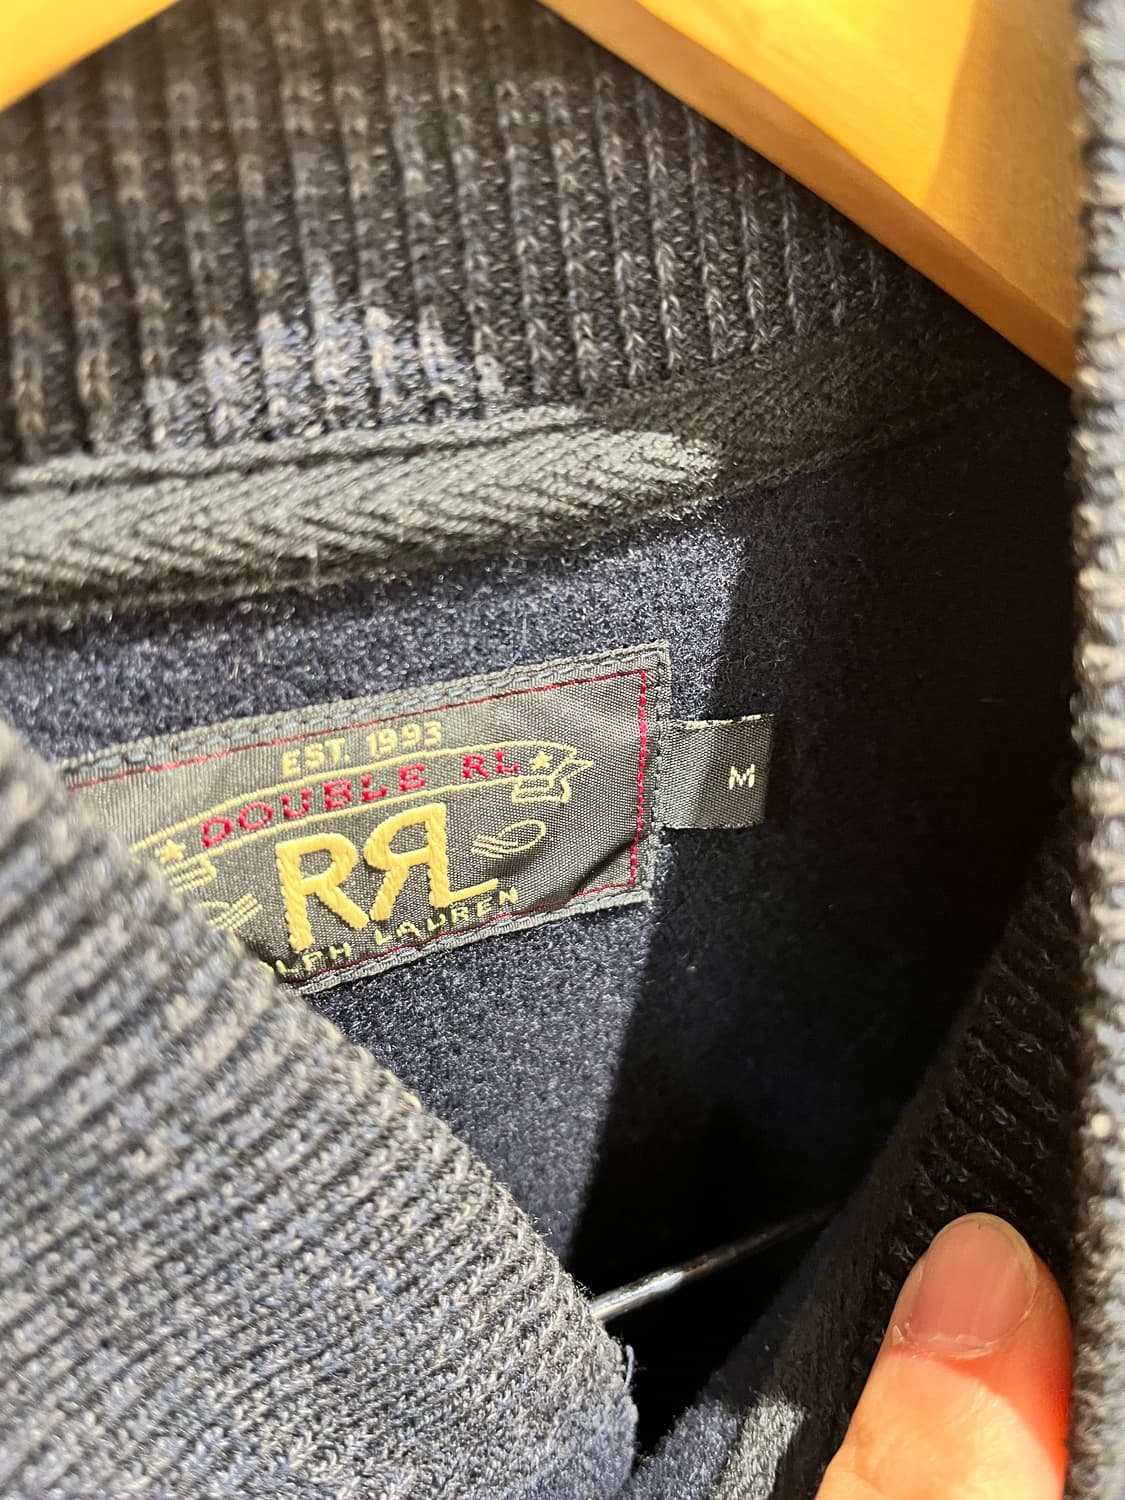 EST. 1993
DOUBLE RL
RRL
RALPH LAUREN
M